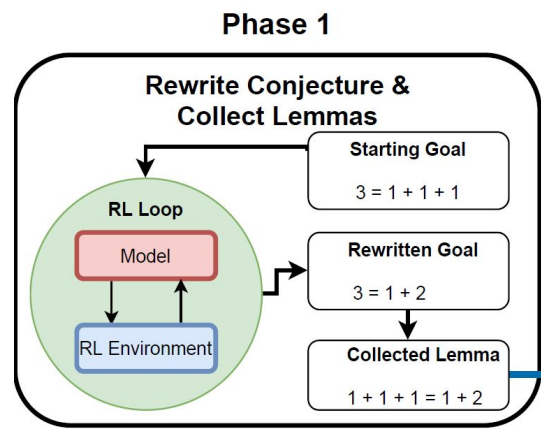 Phase 1
Rewrite Conjecture &
Collect Lemmas
Starting Goal
3 = 1 + 1 + 1
RL Loop
Model
RL Environment
Rewritten Goal
3 = 1 + 2
Collected Lemma
1 + 1 + 1 = 1 + 2